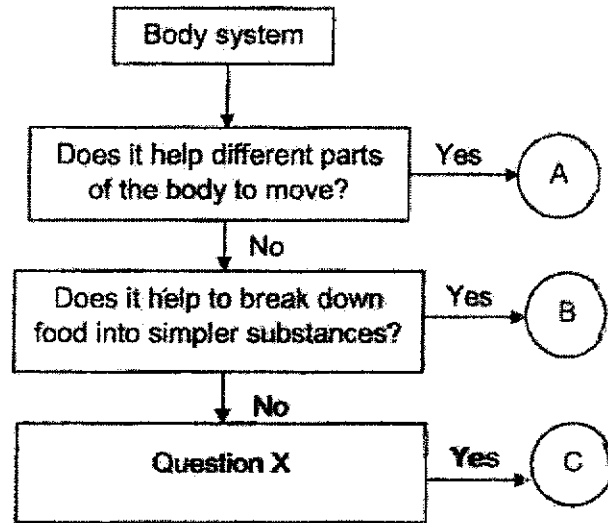 Body system
Does it help different parts
of the body to move?
Yes
A
No
Does it help to break down
food into simpler substances?
Yes
B
No
Question X
Yes
C